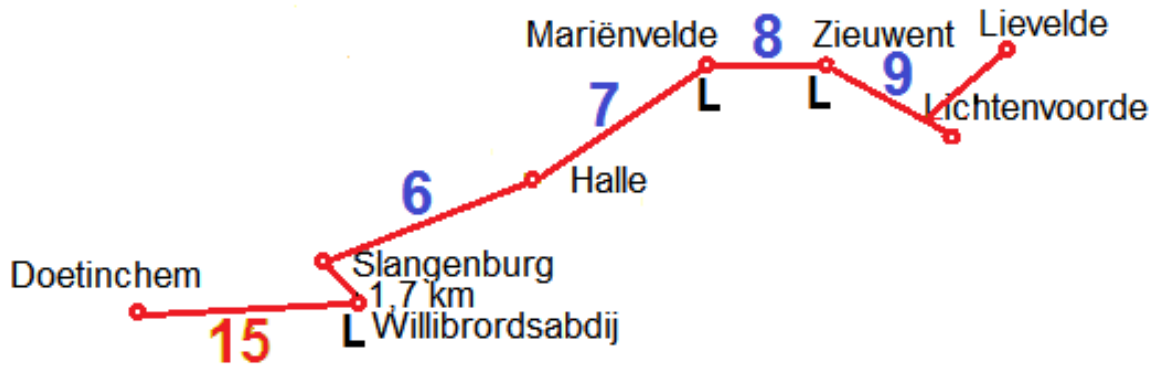 Mariënvelde 8 Zieuwent Lievelde
7 L L 9 Lichtenvoorde
6 Halle
Doetinchem Slangenburg
1,7 km
15 L Willibrordsabdij